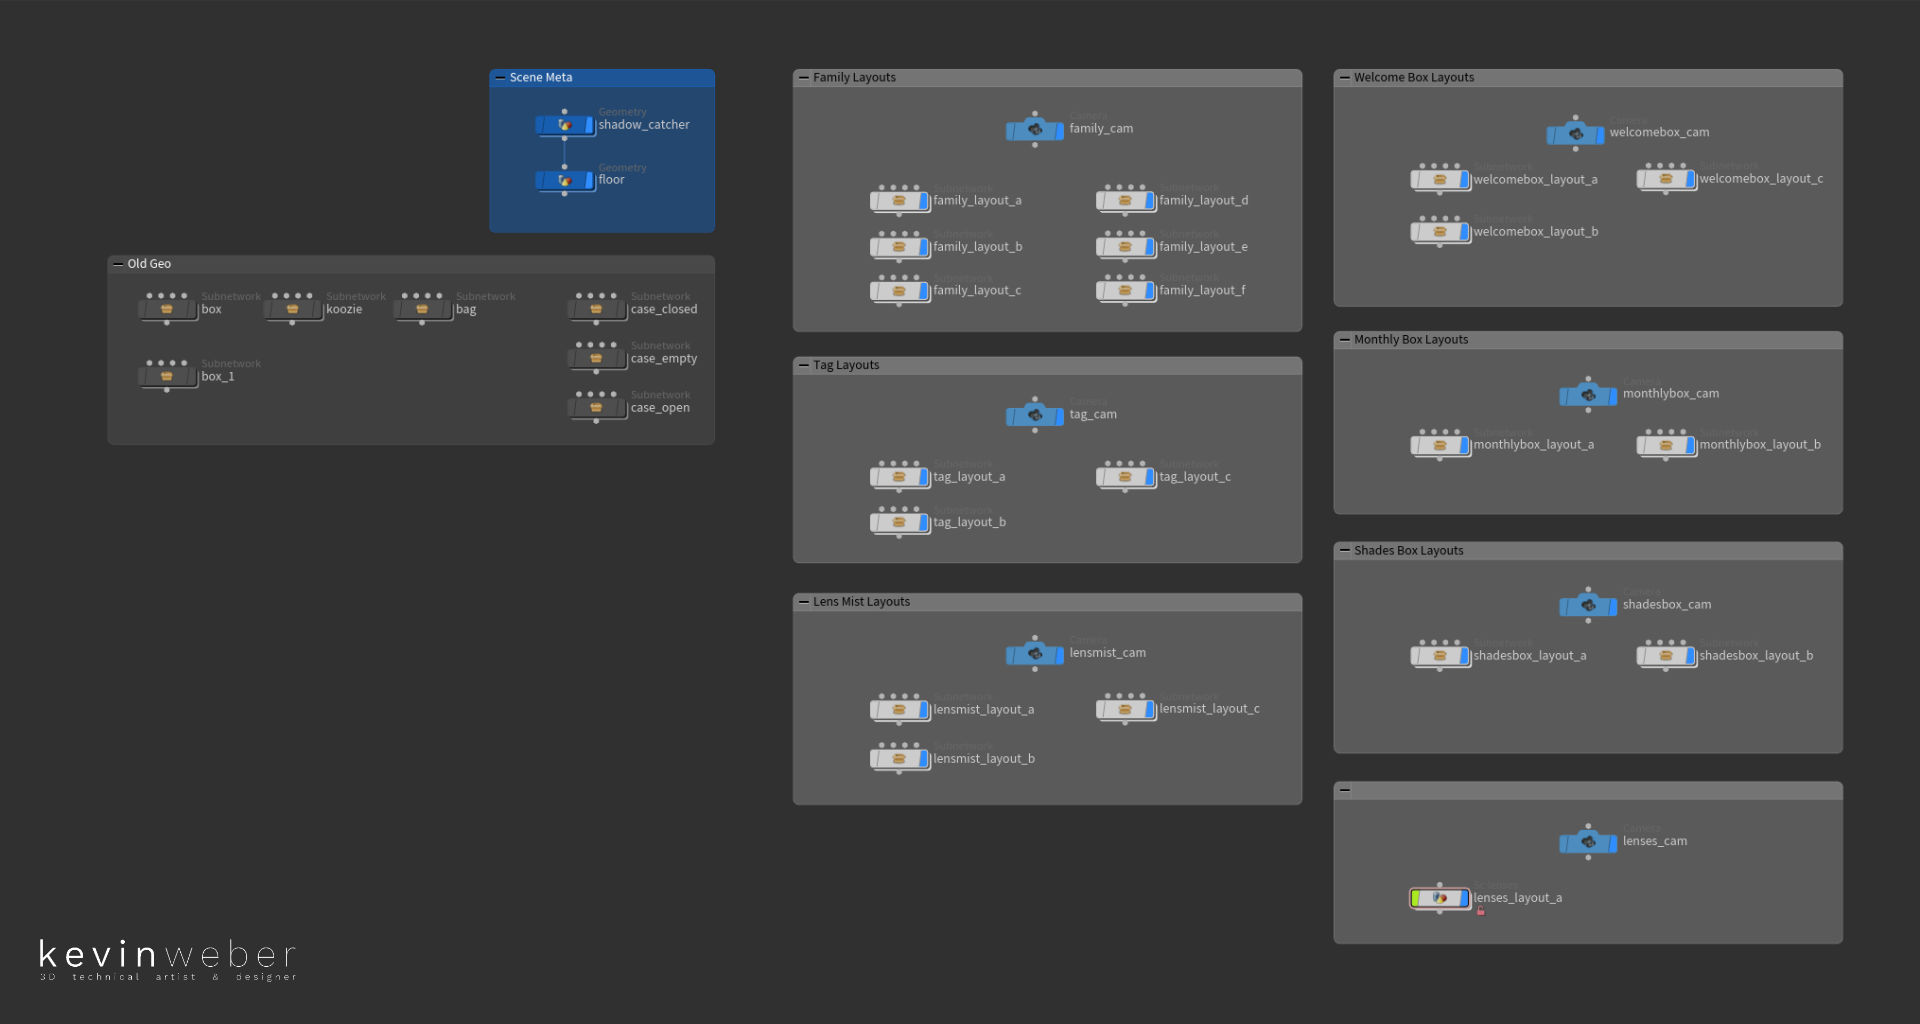 Scene Meta
Geometry
shadow_catcher
Geometry
floor
Old Geo
Subnetwork
box
Subnetwork
koozie
Subnetwork
bag
Subnetwork
case_closed
Subnetwork
case_empty
Subnetwork
box_1
Subnetwork
case_open
Family Layouts
Camera
family_cam
Subnetwork
family_layout_a
Subnetwork
family_layout_d
Subnetwork
family_layout_b
Subnetwork
family_layout_e
Subnetwork
family_layout_c
Subnetwork
family_layout_f
Tag Layouts
Camera
tag_cam
Subnetwork
tag_layout_a
Subnetwork
tag_layout_c
Subnetwork
tag_layout_b
Lens Mist Layouts
Camera
lensmist_cam
Subnetwork
lensmist_layout_a
Subnetwork
lensmist_layout_c
Subnetwork
lensmist_layout_b
Welcome Box Layouts
Camera
welcomebox_cam
Subnetwork
welcomebox_layout_a
Subnetwork
welcomebox_layout_c
Subnetwork
welcomebox_layout_b
Monthly Box Layouts
Camera
monthlybox_cam
Subnetwork
monthlybox_layout_a
Subnetwork
monthlybox_layout_b
Shades Box Layouts
Camera
shadesbox_cam
Subnetwork
shadesbox_layout_a
Subnetwork
shadesbox_layout_b
Camera
lenses_cam
lenses_layout_a
kevinweber
3D technical artist & designer